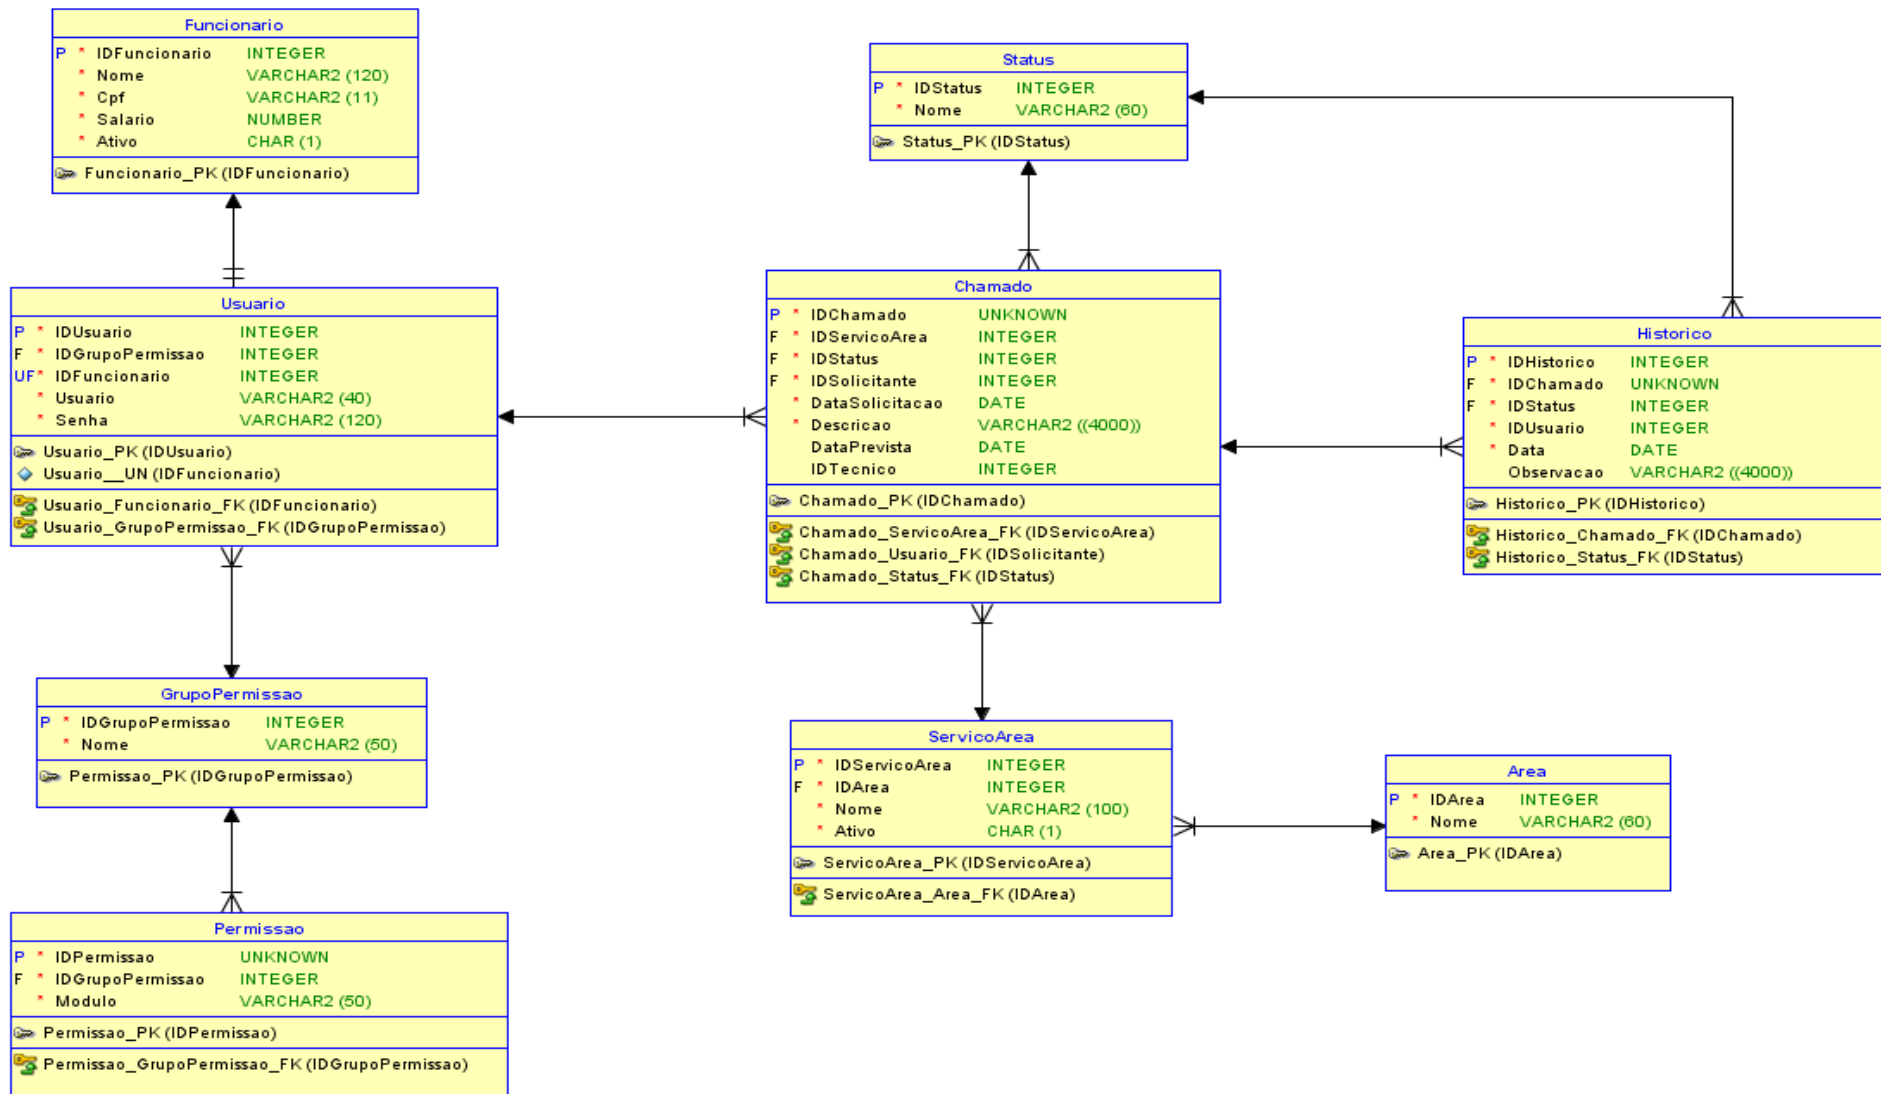 Funcionario
P * IDFuncionario INTEGER
* Nome VARCHAR2 (120)
* Cpf VARCHAR2 (11)
* Salario NUMBER
* Ativo CHAR (1)
Funcionario_PK (IDFuncionario)
Status
P * IDStatus INTEGER
* Nome VARCHAR2 (60)
Status_PK (IDStatus)
Usuario
P * IDUsuario INTEGER
F * IDGrupoPermissao INTEGER
UF * IDFuncionario INTEGER
* Usuario VARCHAR2 (40)
* Senha VARCHAR2 (120)
Usuario_PK (IDUsuario)
Usuario__UN (IDFuncionario)
Usuario_Funcionario_FK (IDFuncionario)
Usuario_GrupoPermissao_FK (IDGrupoPermissao)
Chamado
P * IDChamado UNKNOWN
F * IDServicoArea INTEGER
F * IDStatus INTEGER
F * IDSolicitante INTEGER
* DataSolicitacao DATE
* Descricao VARCHAR2 ((4000))
DataPrevista DATE
IDTecnico INTEGER
Chamado_PK (IDChamado)
Chamado_ServicoArea_FK (IDServicoArea)
Chamado_Usuario_FK (IDSolicitante)
Chamado_Status_FK (IDStatus)
Historico
P * IDHistorico INTEGER
F * IDChamado UNKNOWN
F * IDStatus INTEGER
* IDUsuario INTEGER
* Data DATE
Observacao VARCHAR2 ((4000))
Historico_PK (IDHistorico)
Historico_Chamado_FK (IDChamado)
Historico_Status_FK (IDStatus)
GrupoPermissao
P * IDGrupoPermissao INTEGER
* Nome VARCHAR2 (50)
Permissao_PK (IDGrupoPermissao)
ServicoArea
P * IDServicoArea INTEGER
F * IDArea INTEGER
* Nome VARCHAR2 (100)
* Ativo CHAR (1)
ServicoArea_PK (IDServicoArea)
ServicoArea_Area_FK (IDArea)
Area
P * IDArea INTEGER
* Nome VARCHAR2 (60)
Area_PK (IDArea)
Permissao
P * IDPermissao UNKNOWN
F * IDGrupoPermissao INTEGER
* Modulo VARCHAR2 (50)
Permissao_PK (IDPermissao)
Permissao_GrupoPermissao_FK (IDGrupoPermissao)